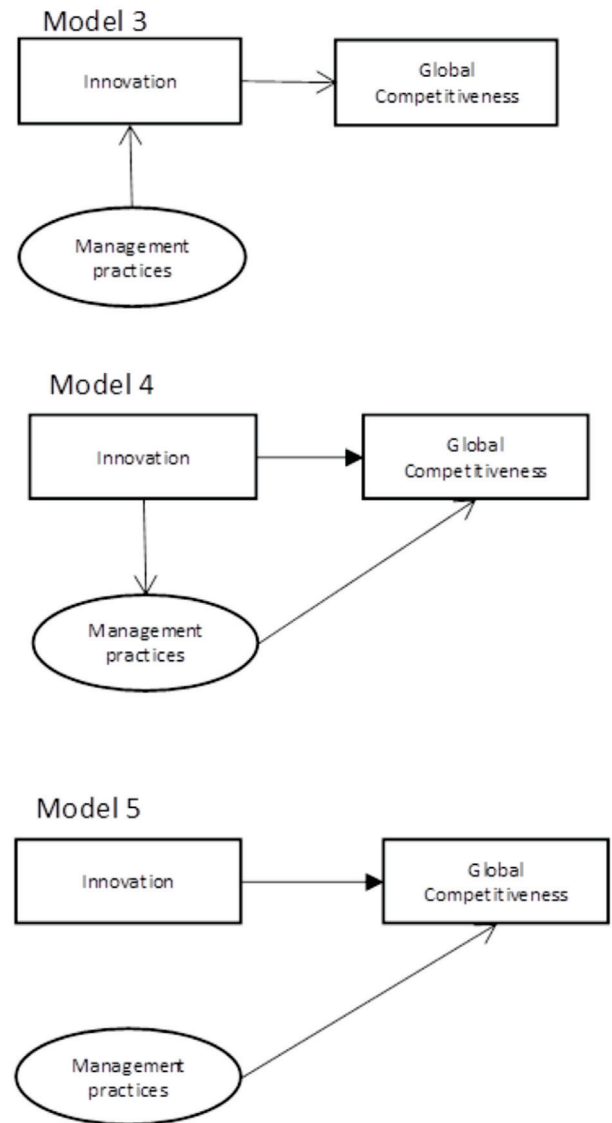 Model 3
Innovation
Global
Competitiveness
Management
practices
Model 4
Innovation
Global
Competitiveness
Management
practices
Model 5
Innovation
Global
Competitiveness
Management
practices